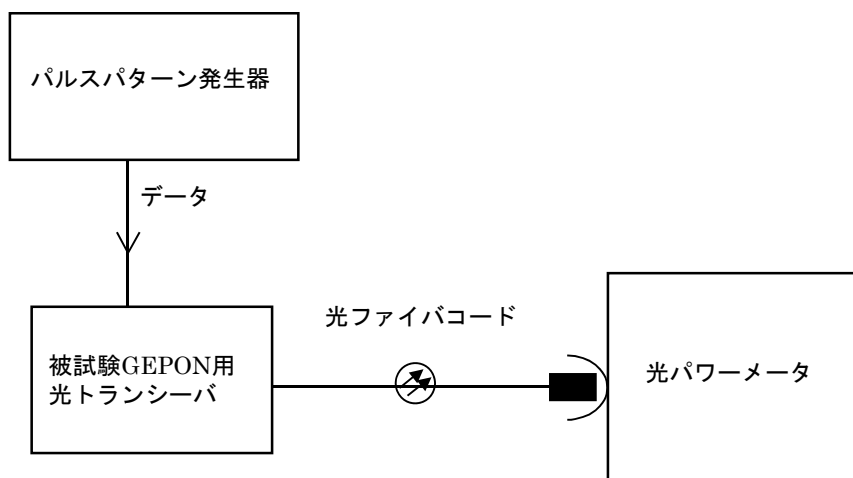 パルスパターン発生器
データ
光ファイバコード
被試験GEPON用
光トランシーバ
光パワーメータ